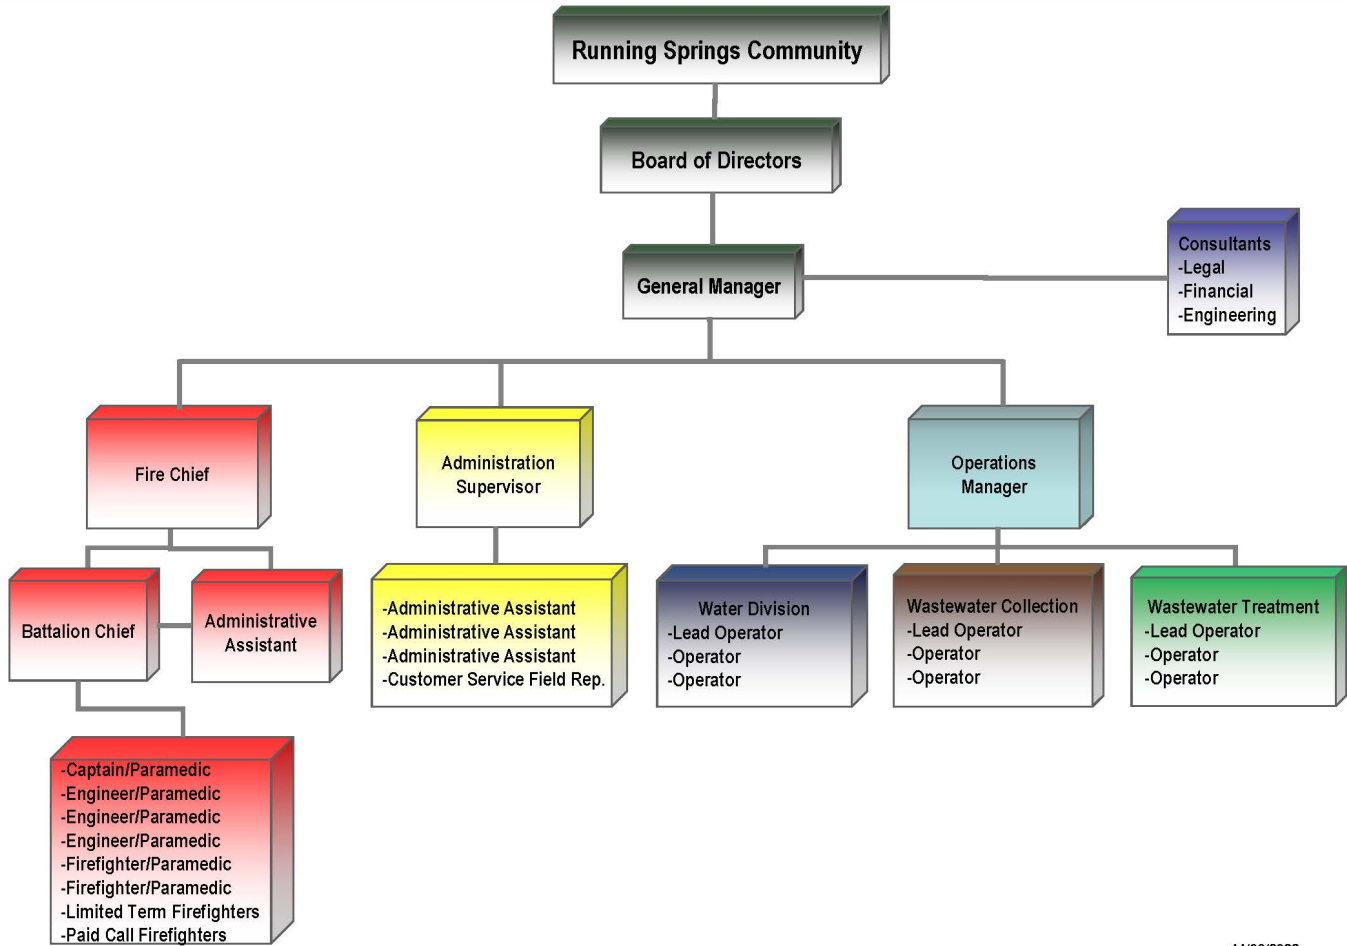 Running Springs Community
Board of Directors
General Manager
Consultants
-Legal
-Financial
-Engineering
Fire Chief
Administration
Supervisor
Operations
Manager
Battalion Chief
Administrative
Assistant
-Administrative Assistant
-Administrative Assistant
-Administrative Assistant
-Customer Service Field Rep.
Water Division
-Lead Operator
-Operator
-Operator
Wastewater Collection
-Lead Operator
-Operator
-Operator
Wastewater Treatment
-Lead Operator
-Operator
-Operator
-Captain/Paramedic
-Engineer/Paramedic
-Engineer/Paramedic
-Engineer/Paramedic
-Firefighter/Paramedic
-Firefighter/Paramedic
-Limited Term Firefighters
-Paid Call Firefighters